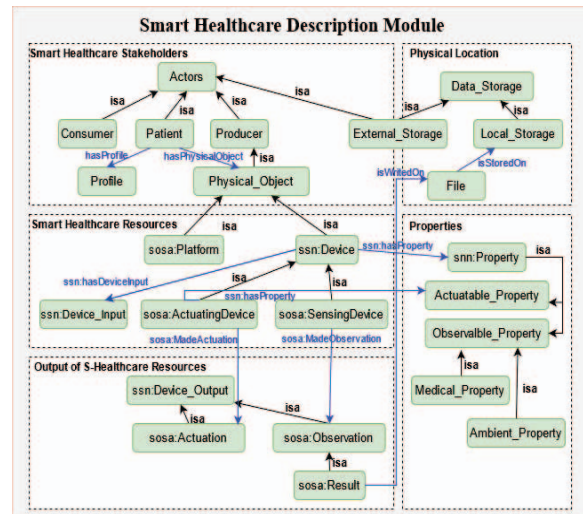 Smart Healthcare Description Module
Smart Healthcare Stakeholders
Physical Location
Actors
isa
Data_Storage
isa
isa
isa
isa
isa
Consumer
Patient
Producer
External_Storage
Local_Storage
hasProfile
hasPhysicalObject
isa
isWritedOn
isStoredOn
Profile
Physical_Object
File
Smart Healthcare Resources
isa
isa
Properties
sosa:Platform
ssn:Device
ssn:hasProperty
snn:Property
isa
ssn:hasDeviceInput
isa
isa
ssn:hasProperty
Actuatable_Property
ssn:Device_Input
sosa:ActuatingDevice
sosa:SensingDevice
Observalble_Property
sosa:MadeActuation
sosa:MadeObservation
Output of S-Healthcare Resources
isa
isa
ssn:Device_Output
Medical_Property
isa
isa
sosa:Actuation
sosa:Observation
Ambient_Property
isa
sosa:Result